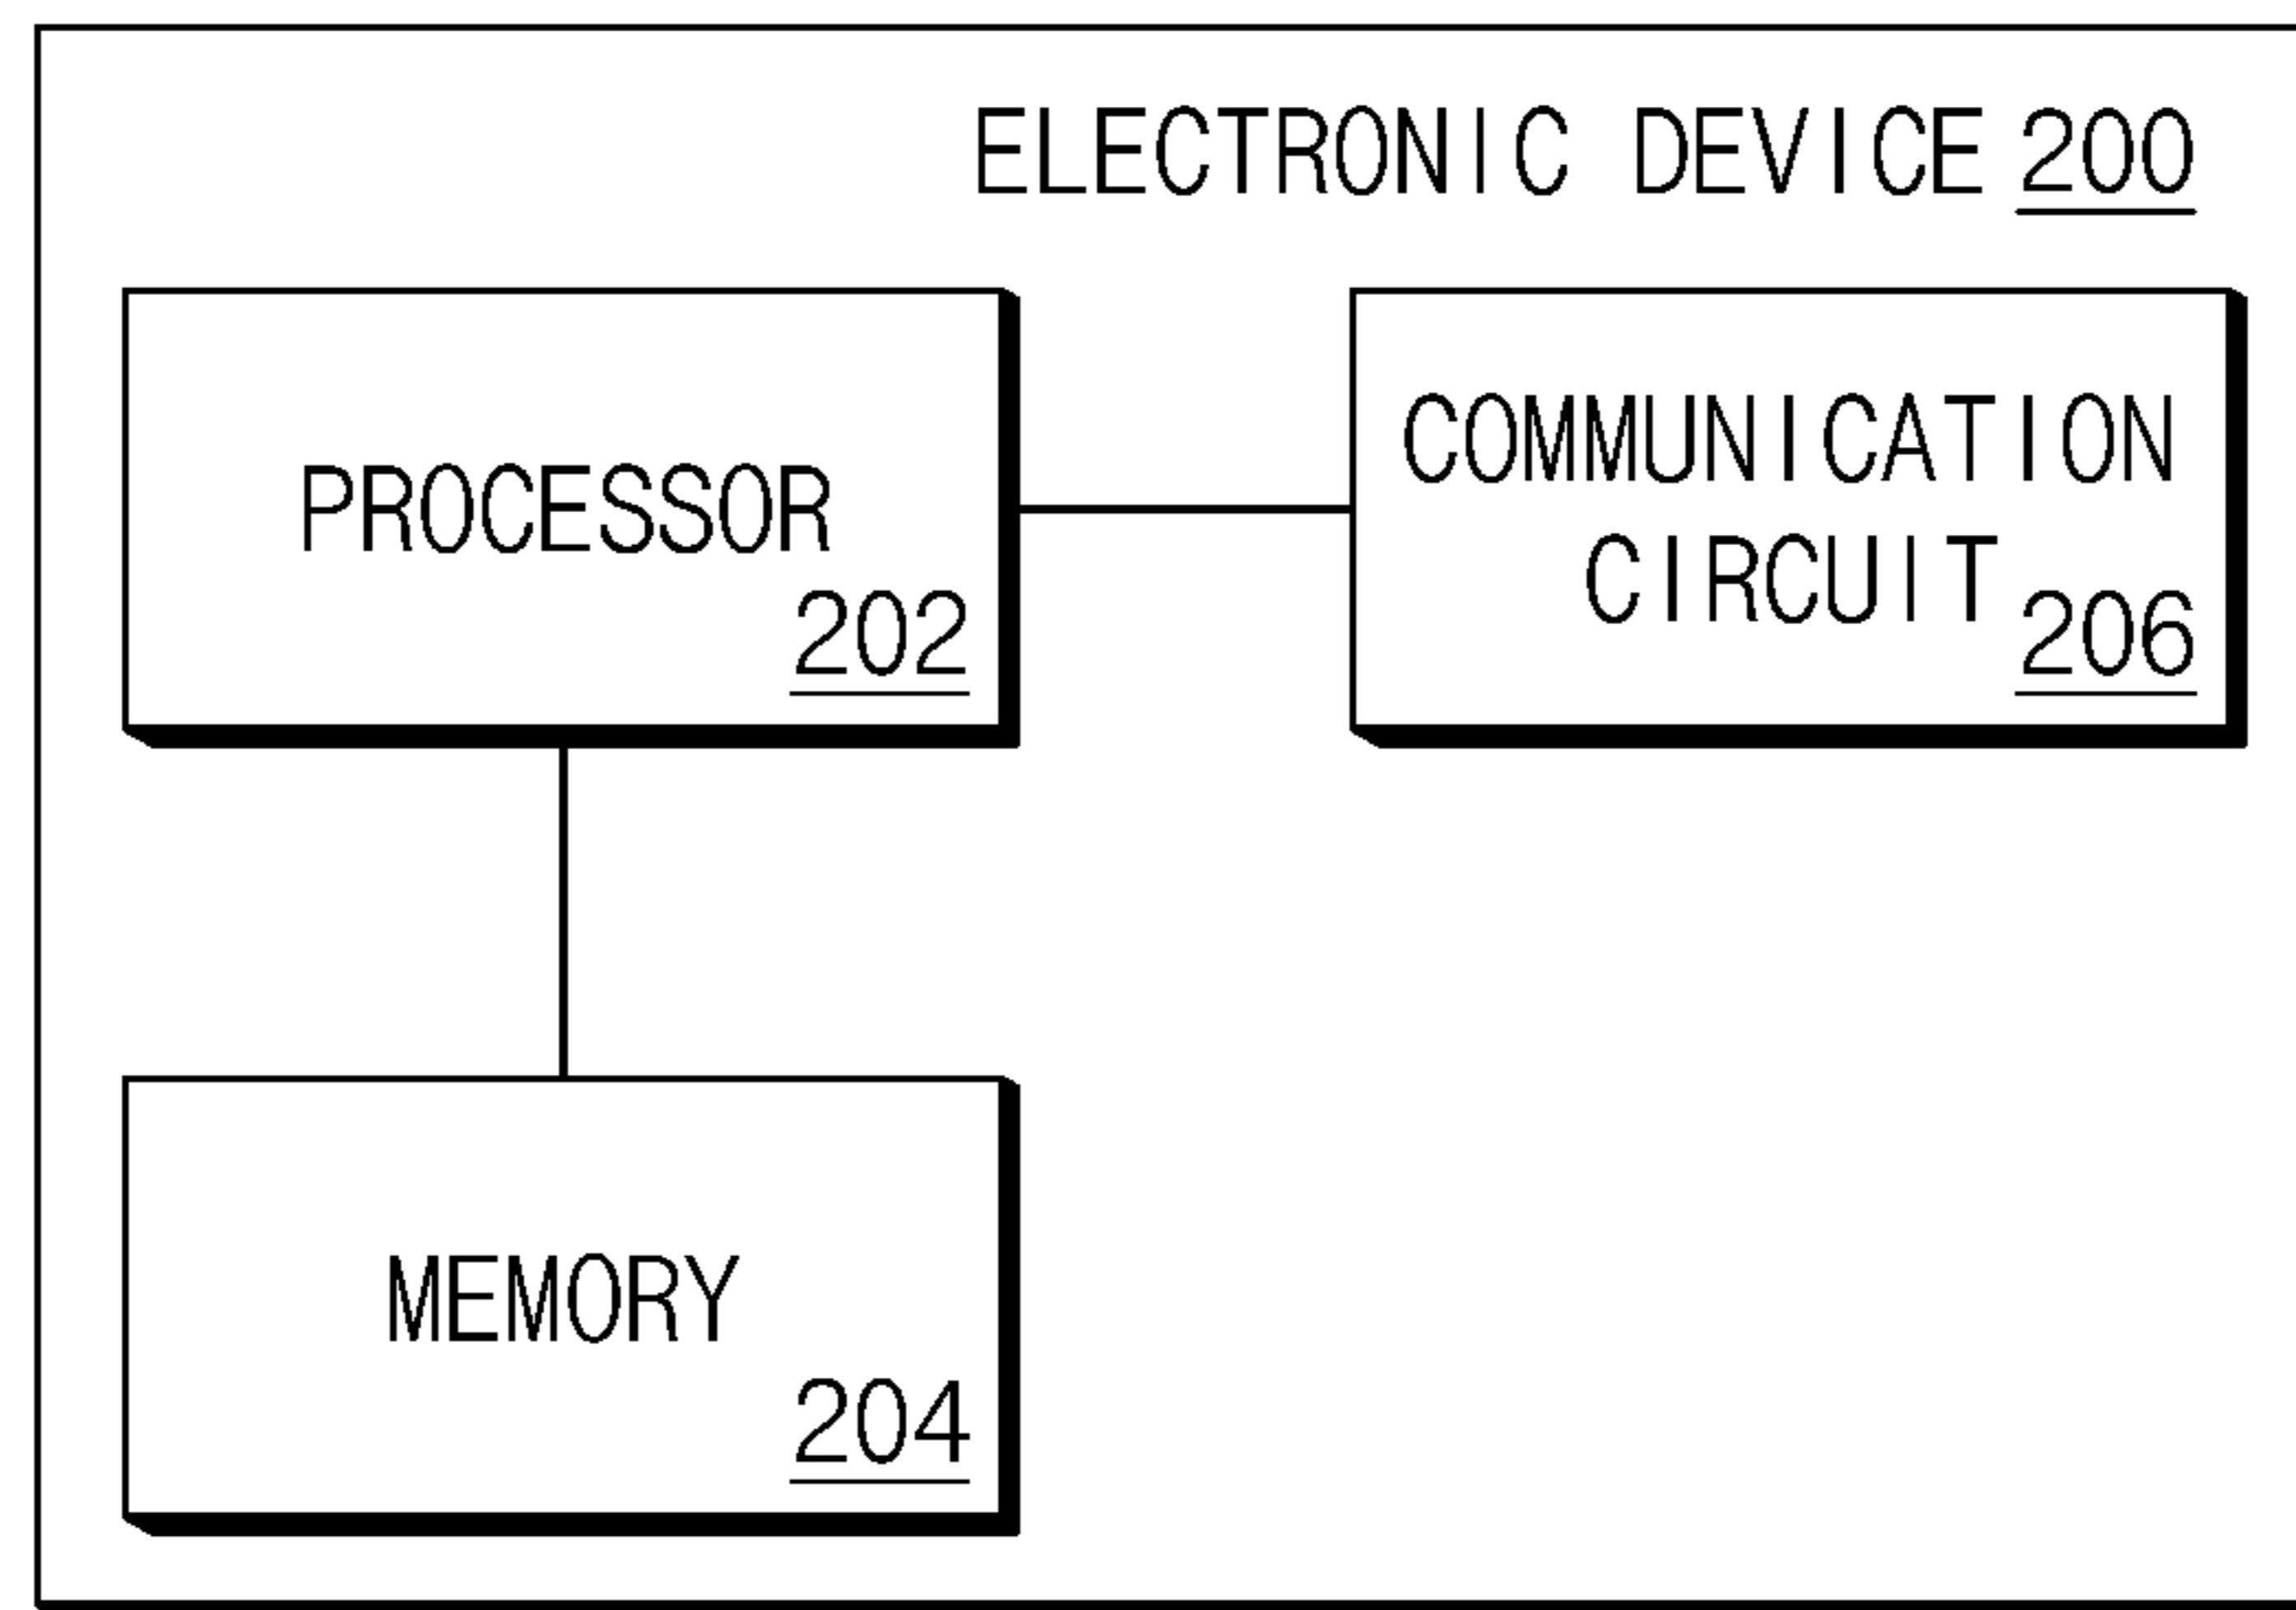 ELECTRONIC DEVICE 200
PROCESSOR
202
COMMUNICATION
CIRCUIT
206
MEMORY
204